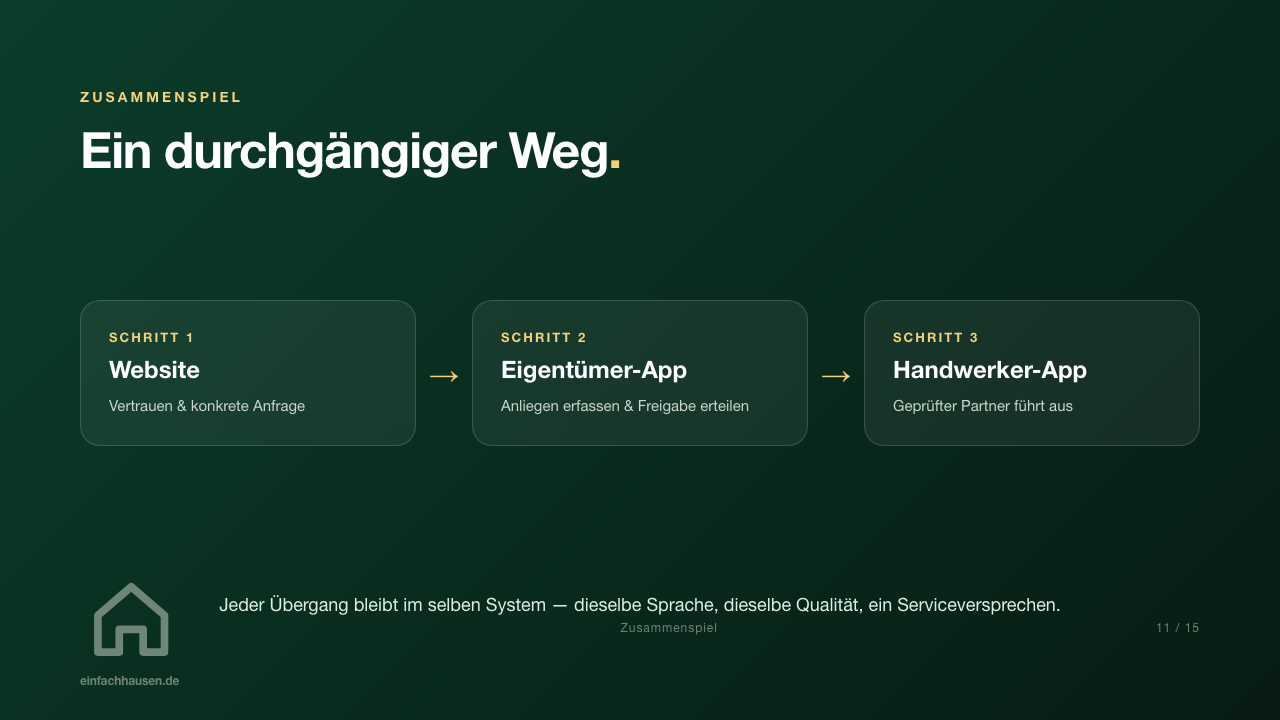 ZUSAMMENSPIEL
Ein durchgängiger Weg.
SCHRITT 1
Website
Vertrauen & konkrete Anfrage
→
SCHRITT 2
Eigentümer-App
Anliegen erfassen & Freigabe erteilen
→
SCHRITT 3
Handwerker-App
Geprüfter Partner führt aus
Jeder Übergang bleibt im selben System — dieselbe Sprache, dieselbe Qualität, ein Serviceversprechen.
Zusammenspiel
11 / 15
einfachhausen.de